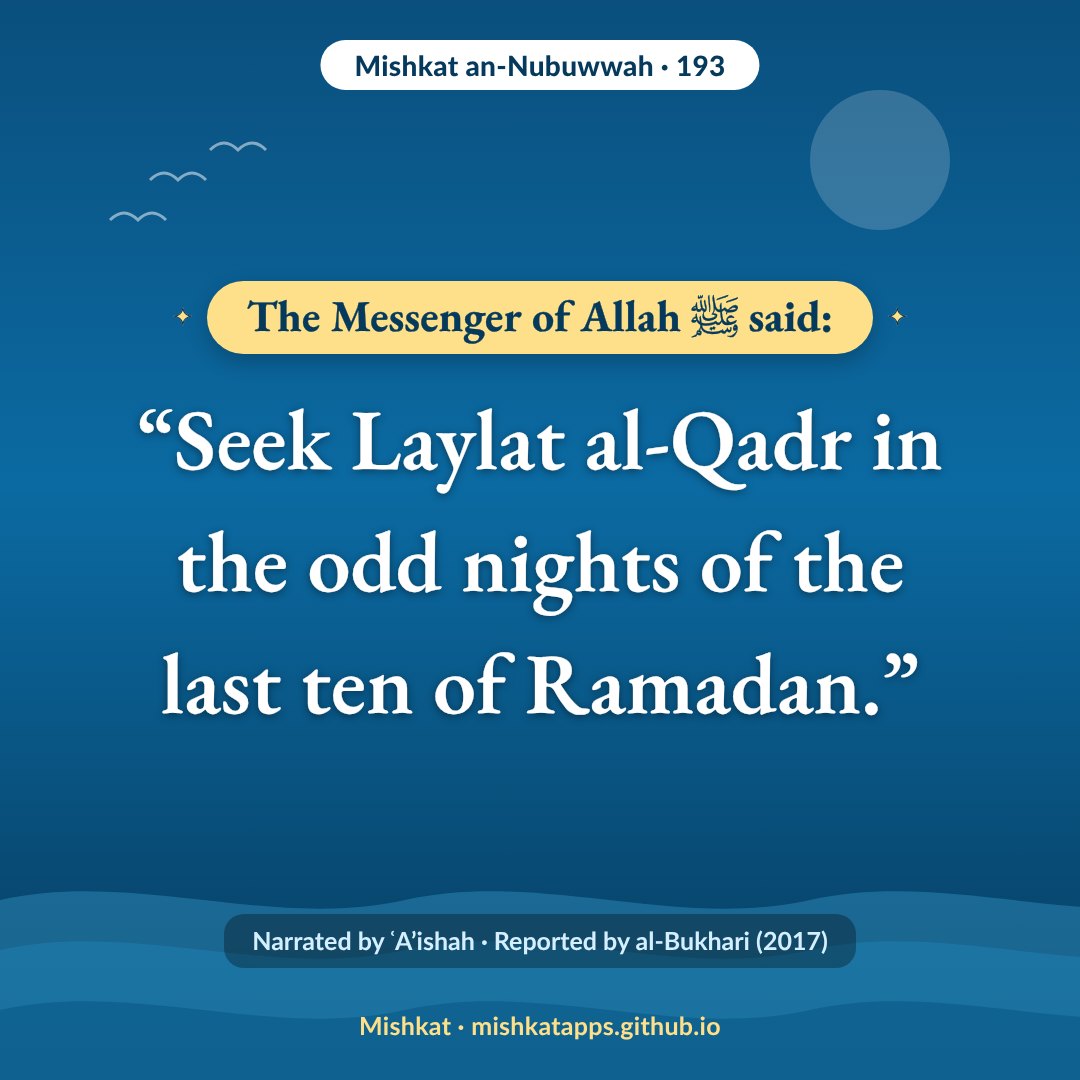 Mishkat an-Nubuwwah · 193
The Messenger of Allah ﷺ said:
“Seek Laylat al-Qadr in
the odd nights of the
last ten of Ramadan.”
Narrated by ʿA’ishah · Reported by al-Bukhari (2017)
Mishkat · mishkatapps.github.io